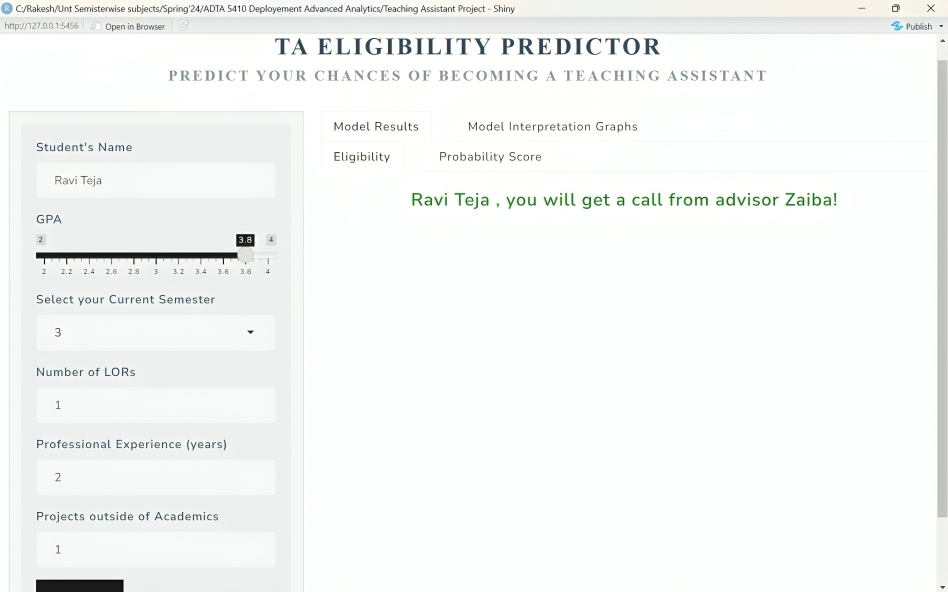 C:/Rakesh/Unt Semisterwise subjects/Spring'24/ADTA 5410 Deployement Advanced Analytics/Teaching Assistant Project - Shiny
http://127.0.0.1:5456 Open in Browser Publish
TA ELIGIBILITY PREDICTOR
PREDICT YOUR CHANCES OF BECOMING A TEACHING ASSISTANT
Student's Name
Ravi Teja
GPA
2 3.8 4
2 2.2 2.4 2.6 2.8 3 3.2 3.4 3.6 3.8 4
Select your Current Semester
3
Number of LORs
1
Professional Experience (years)
2
Projects outside of Academics
1
Model Results Model Interpretation Graphs
Eligibility Probability Score
Ravi Teja , you will get a call from advisor Zaiba!